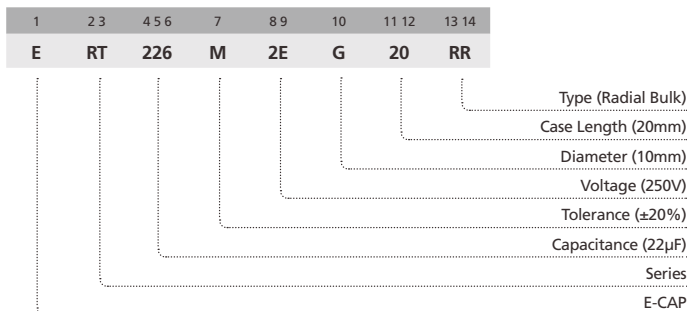 1 2 3 4 5 6 7 8 9 10 11 12 13 14
E RT 226 M 2E G 20 RR
Type (Radial Bulk)
Case Length (20mm)
Diameter (10mm)
Voltage (250V)
Tolerance (±20%)
Capacitance (22µF)
Series
E-CAP